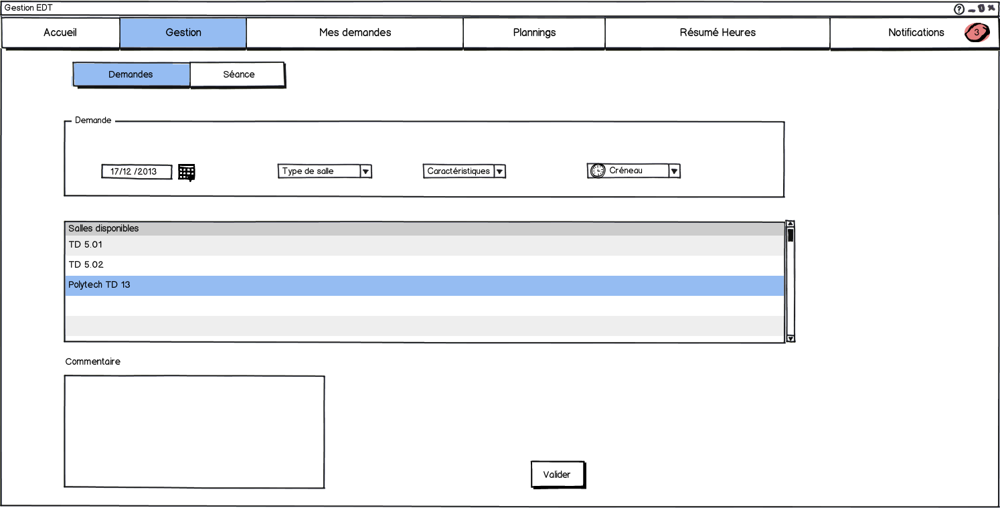 Gestion EDT
Accueil
Gestion
Mes demandes
Plannings
Résumé Heures
Notifications
3
Demandes
Séance
Demande
17/12 /2013
Type de salle
Caractéristiques
Créneau
Salles disponibles
TD 5.01
TD 5.02
Polytech TD 13
Commentaire
Valider